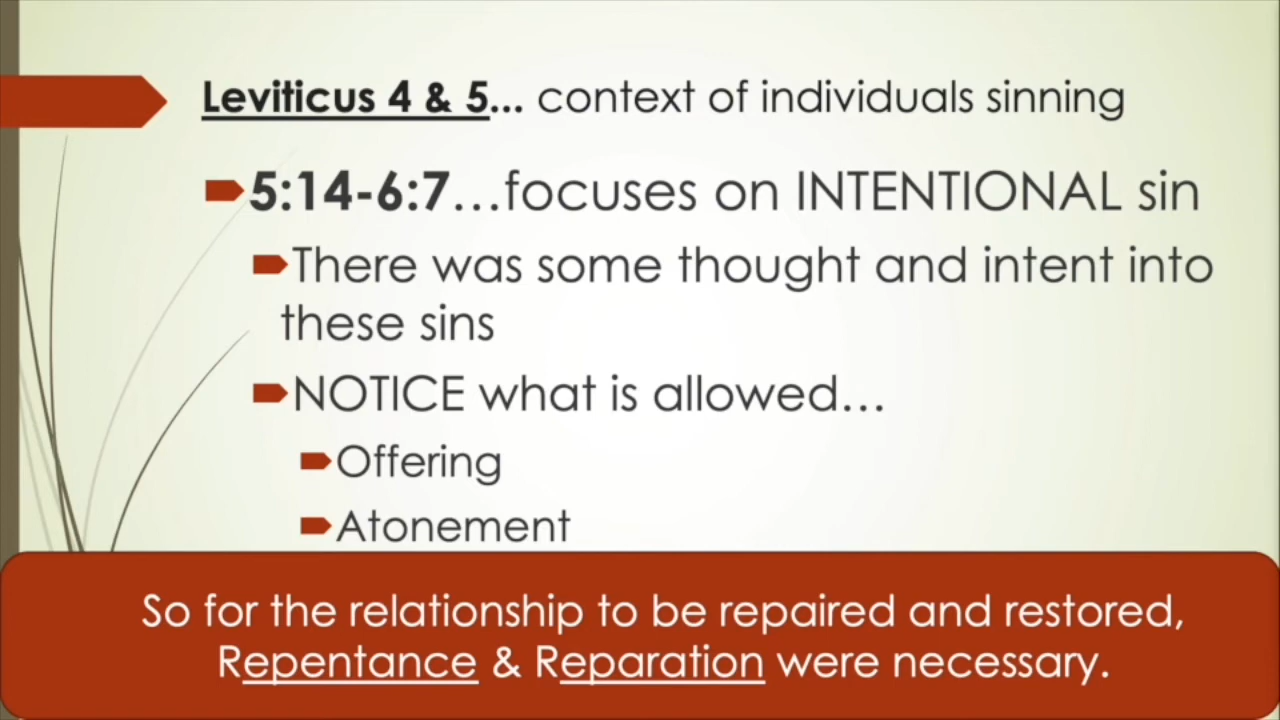 Leviticus 4 & 5... context of individuals sinning
5:14-6:7...focuses on INTENTIONAL sin
There was some thought and intent into
these sins
NOTICE what is allowed...
Offering
Atonement
So for the relationship to be repaired and restored,
Repentance & Reparation were necessary.